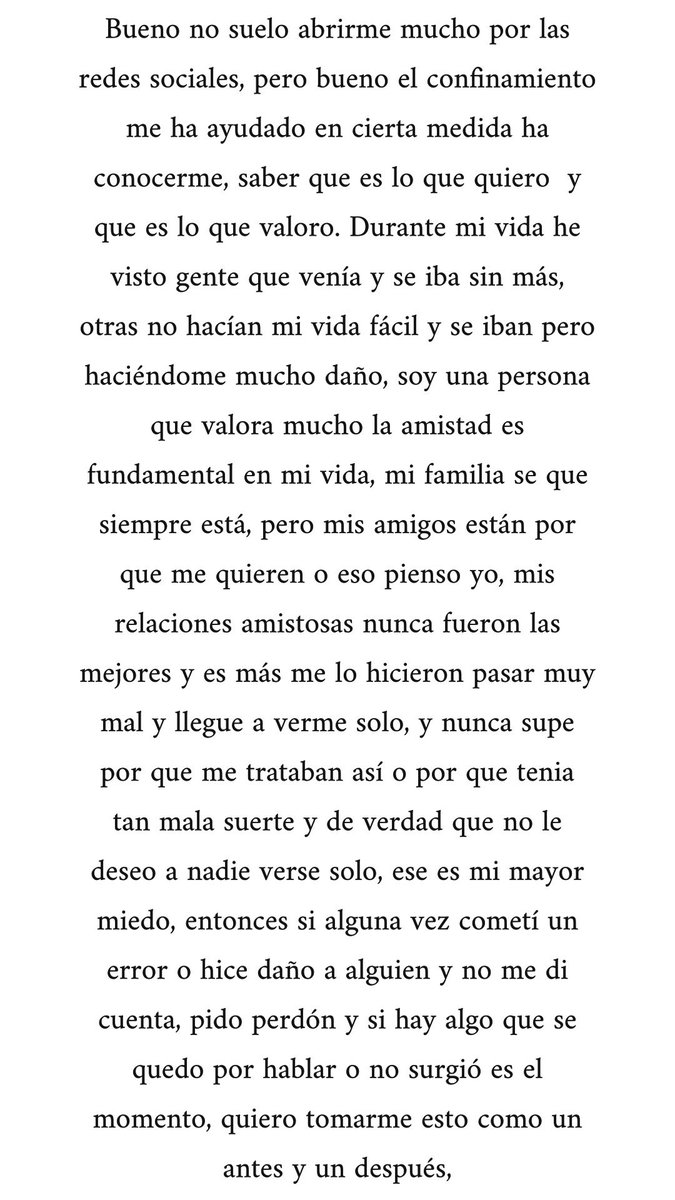 Bueno no suelo abrirme mucho por las
redes sociales, pero bueno el confinamiento
me ha ayudado en cierta medida ha
conocerme, saber que es lo que quiero  y
que es lo que valoro. Durante mi vida he
visto gente que venía y se iba sin más,
otras no hacían mi vida fácil y se iban pero
haciéndome mucho daño, soy una persona
que valora mucho la amistad es
fundamental en mi vida, mi familia se que
siempre está, pero mis amigos están por
que me quieren o eso pienso yo, mis
relaciones amistosas nunca fueron las
mejores y es más me lo hicieron pasar muy
mal y llegue a verme solo, y nunca supe
por que me trataban así o por que tenia
tan mala suerte y de verdad que no le
deseo a nadie verse solo, ese es mi mayor
miedo, entonces si alguna vez cometí un
error o hice daño a alguien y no me di
cuenta, pido perdón y si hay algo que se
quedo por hablar o no surgió es el
momento, quiero tomarme esto como un
antes y un después,